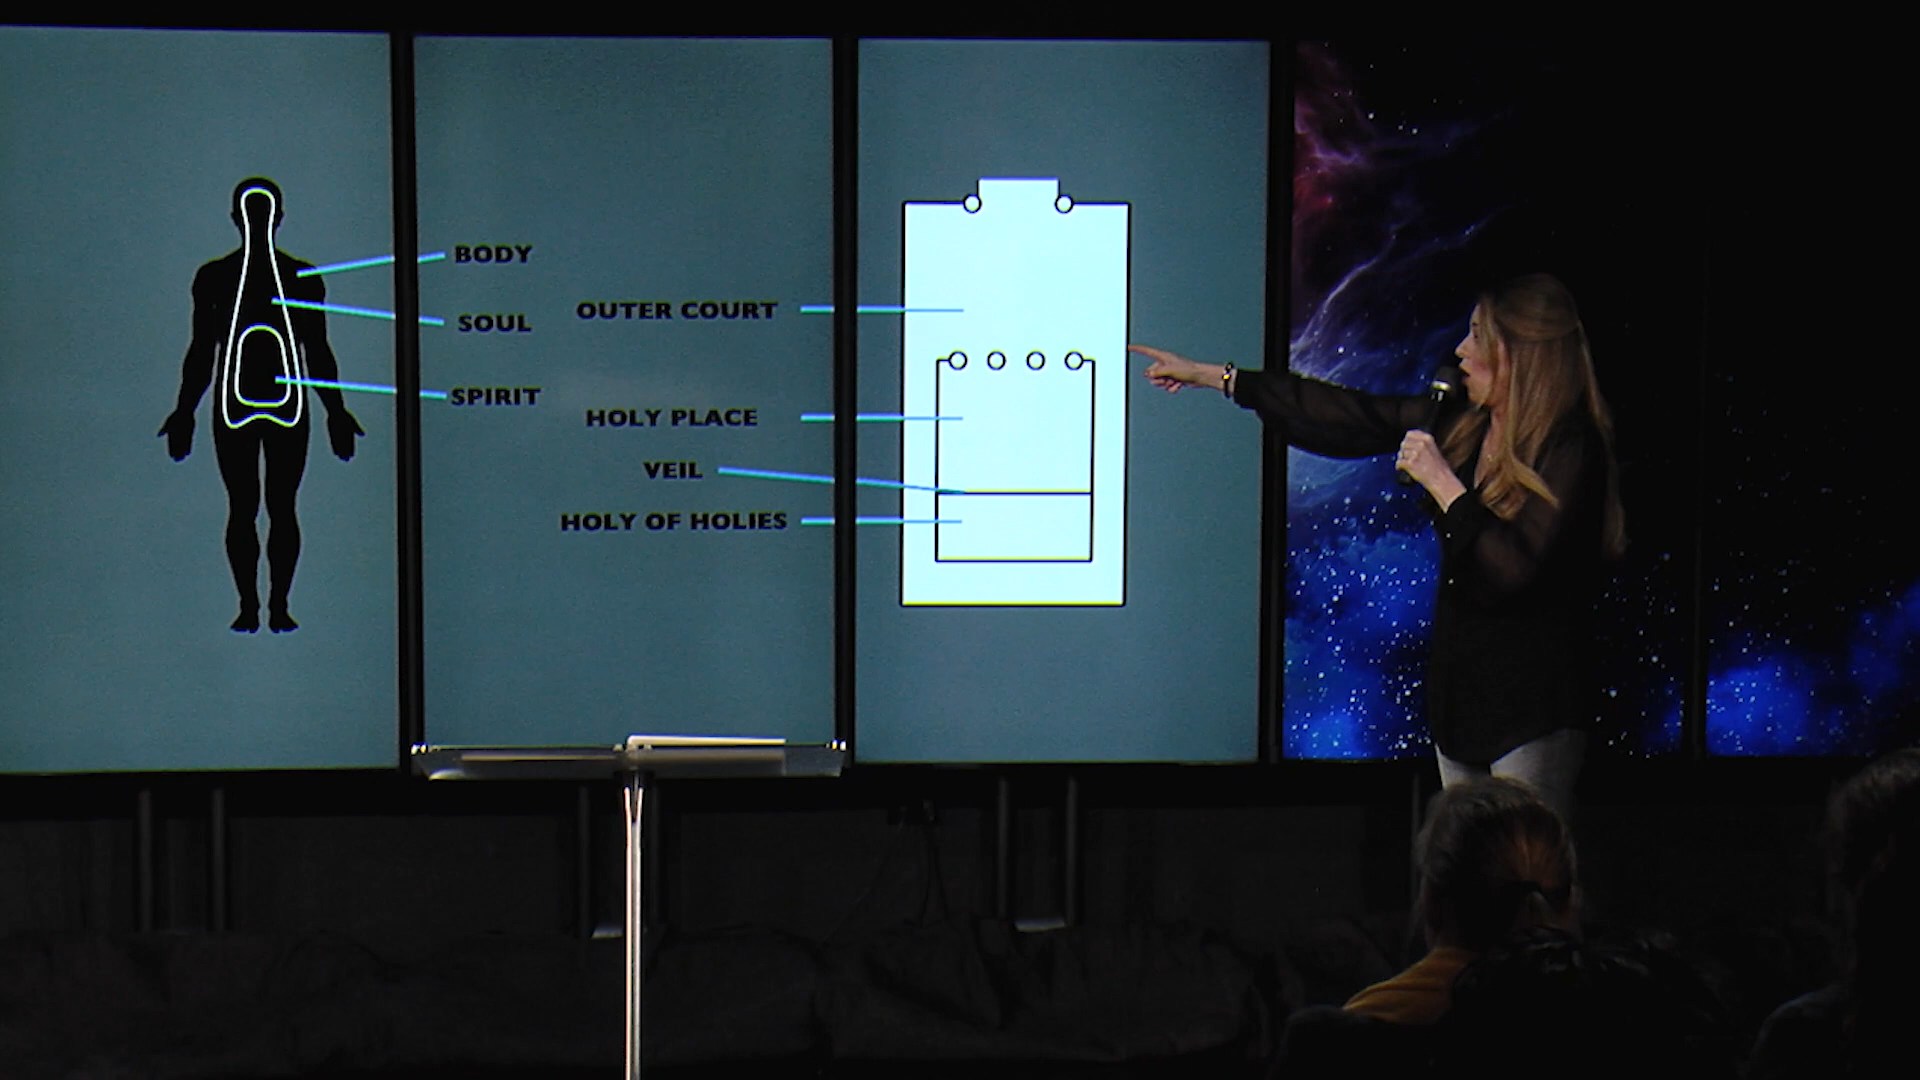 BODY
SOUL
SPIRIT
OUTER COURT
HOLY PLACE
VEIL
HOLY OF HOLIES